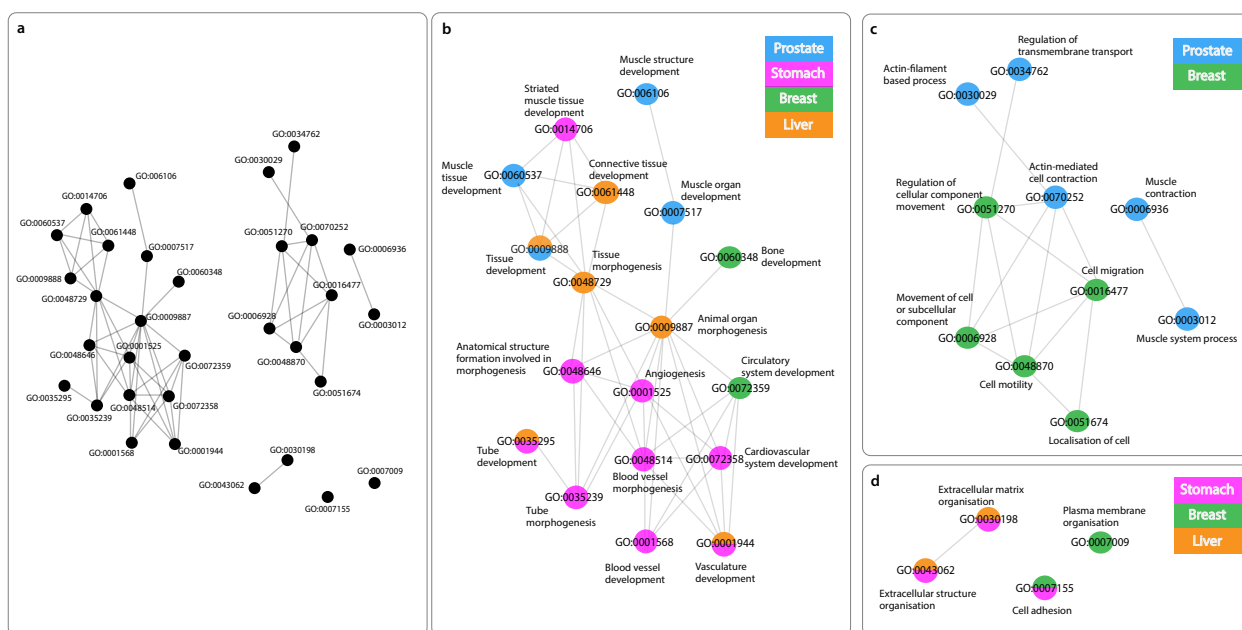 a
GO:0034762
GO:0030029
GO:006106
GO:0014706
GO:0060537
GO:0061448
GO:0070252
GO:0051270
GO:0007517
GO:0006936
GO:0060348
GO:0009888
GO:0048729
GO:0016477
GO:0009887
GO:0003012
GO:0006928
GO:0048646
GO:0001525
GO:0072359
GO:0048870
GO:0035295
GO:0051674
GO:0048514
GO:0072358
GO:0035239
GO:0001568
GO:0001944
GO:0030198
GO:0043062
GO:0007009
GO:0007155
b
Prostate
Stomach
Breast
Liver
Muscle structure
development
GO:006106
Striated
muscle tissue
development
GO:0014706
Muscle
tissue
development
GO:0060537
Connective tissue
development
GO:0061448
Muscle organ
development
GO:0007517
GO:0009888
Tissue development
Tissue
morphogenesis
GO:0048729
GO:0060348
Bone
development
GO:0009887
Animal organ
morphogenesis
Anatomical structure
formation involved in
morphogenesis
GO:0048646
Angiogenesis
GO:0001525
Circulatory
system development
GO:0072359
GO:0035295
Tube
development
GO:0048514
Blood vessel
morphogenesis
GO:0072358
Cardiovascular
system development
GO:0035239
Tube
morphogenesis
GO:0001568
Blood vessel
development
GO:0001944
Vasculature
development
c
Prostate
Breast
Regulation of
transmembrane transport
GO:0034762
Actin-filament
based process
GO:0030029
Actin-mediated
cell contraction
GO:0070252
Regulation of
cellular component
movement
GO:0051270
Muscle
contraction
GO:0006936
Cell migration
GO:0016477
Movement of cell
or subcellular
component
GO:0006928
GO:0003012
Muscle system process
GO:0048870
Cell motility
GO:0051674
Localisation of cell
d
Stomach
Breast
Liver
Extracellular matrix
organisation
GO:0030198
Plasma membrane
organisation
GO:0007009
GO:0043062
Extracellular structure
organisation
GO:0007155
Cell adhesion